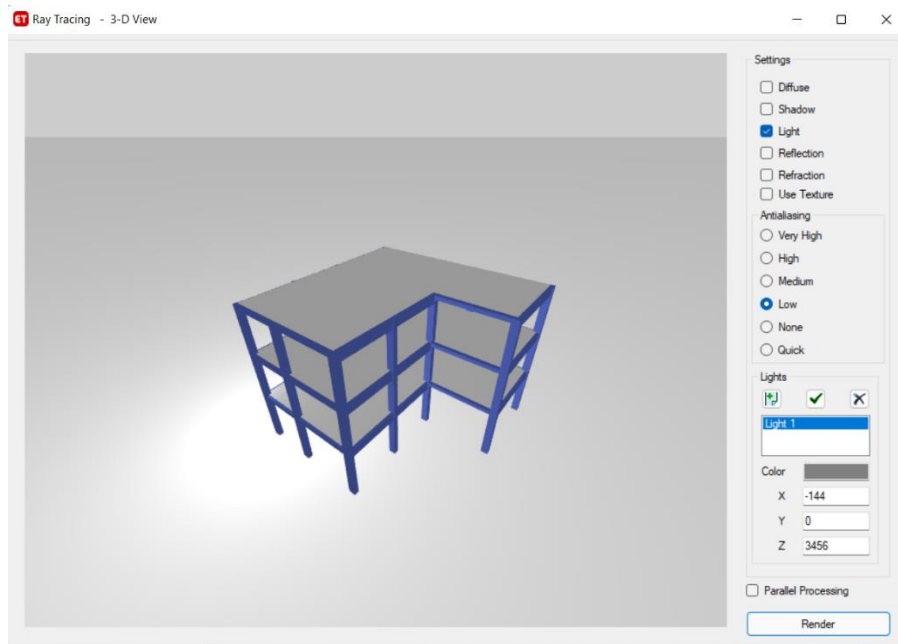 ET Ray Tracing - 3-D View
Settings
Diffuse
Shadow
Light
Reflection
Refraction
Use Texture
Antialiasing
Very High
High
Medium
Low
None
Quick
Lights
Light 1
Color
X -144
Y 0
Z 3456
Parallel Processing
Render